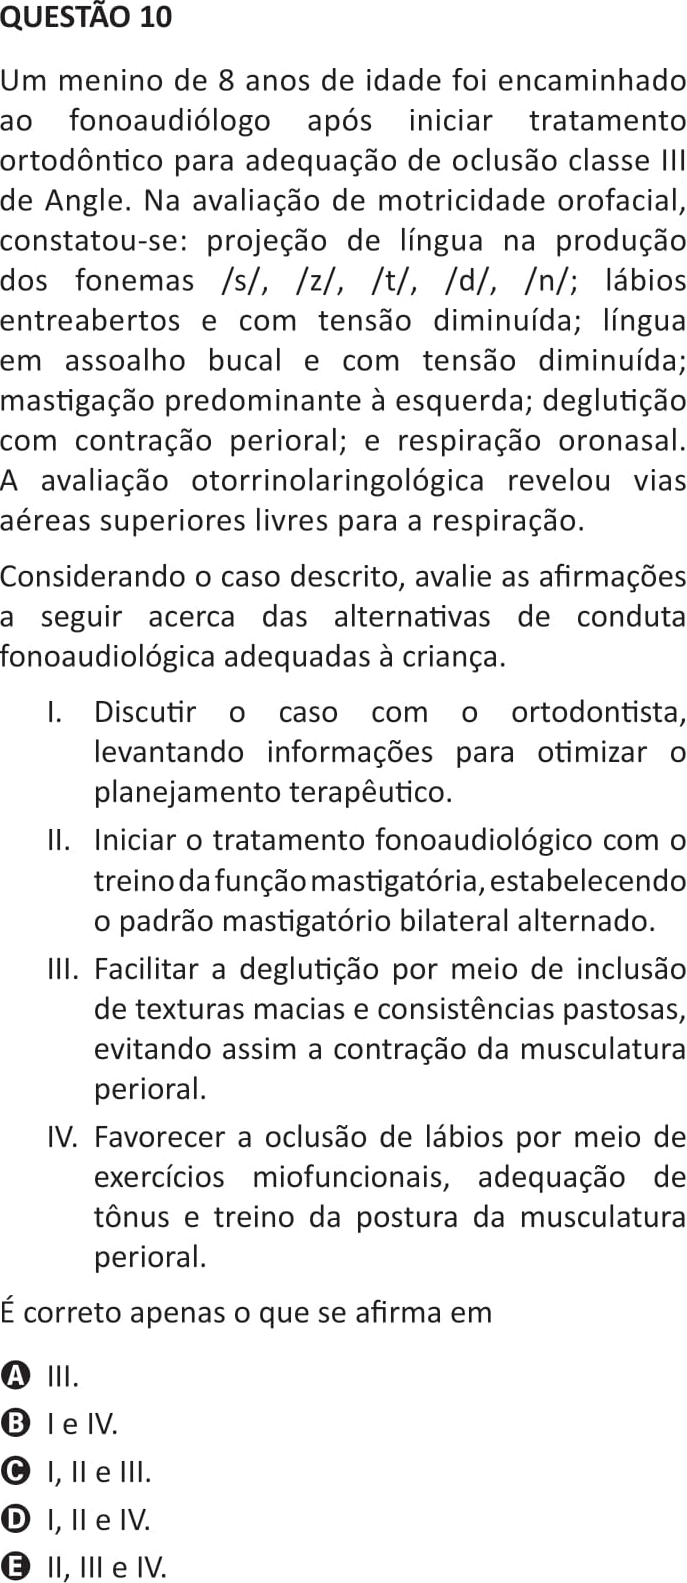 QUESTÃO 10
Um menino de 8 anos de idade foi encaminhado
ao fonoaudiólogo após iniciar tratamento
ortodôntico para adequação de oclusão classe III
de Angle. Na avaliação de motricidade orofacial,
constatou-se: projeção de língua na produção
dos fonemas /s/, /z/, /t/, /d/, /n/; lábios
entreabertos e com tensão diminuída; língua
em assoalho bucal e com tensão diminuída;
mastigação predominante à esquerda; deglutição
com contração perioral; e respiração oronasal.
A avaliação otorrinolaringológica revelou vias
aéreas superiores livres para a respiração.
Considerando o caso descrito, avalie as afirmações
a seguir acerca das alternativas de conduta
fonoaudiológica adequadas à criança.
I. Discutir o caso com o ortodontista,
levantando informações para otimizar o
planejamento terapêutico.
II. Iniciar o tratamento fonoaudiológico com o
treino da função mastigatória, estabelecendo
o padrão mastigatório bilateral alternado.
III. Facilitar a deglutição por meio de inclusão
de texturas macias e consistências pastosas,
evitando assim a contração da musculatura
perioral.
IV. Favorecer a oclusão de lábios por meio de
exercícios miofuncionais, adequação de
tônus e treino da postura da musculatura
perioral.
É correto apenas o que se afirma em
A III.
B I e IV.
C I, II e III.
D I, II e IV.
E II, III e IV.